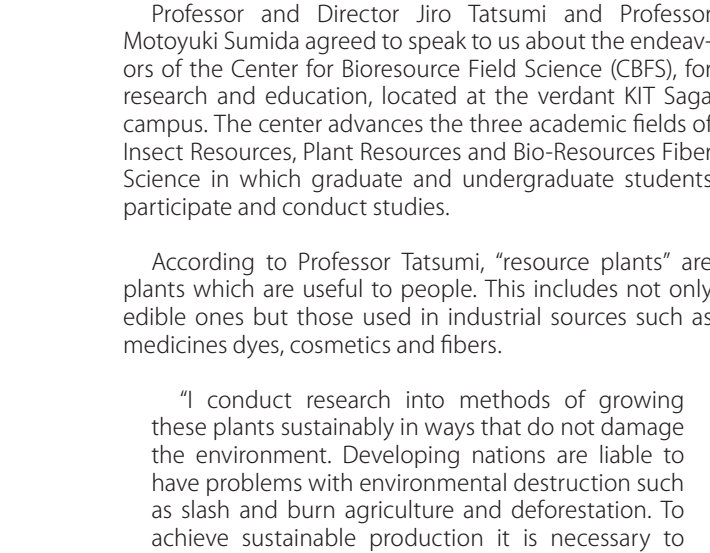 Professor and Director Jiro Tatsumi and Professor
Motoyuki Sumida agreed to speak to us about the endeav-
ors of the Center for Bioresource Field Science (CBFS), for
research and education, located at the verdant KIT Saga
campus. The center advances the three academic fields of
Insect Resources, Plant Resources and Bio-Resources Fiber
Science in which graduate and undergraduate students
participate and conduct studies.
According to Professor Tatsumi, “resource plants” are
plants which are useful to people. This includes not only
edible ones but those used in industrial sources such as
medicines dyes, cosmetics and fibers.
“I conduct research into methods of growing
these plants sustainably in ways that do not damage
the environment. Developing nations are liable to
have problems with environmental destruction such
as slash and burn agriculture and deforestation. To
achieve sustainable production it is necessary to